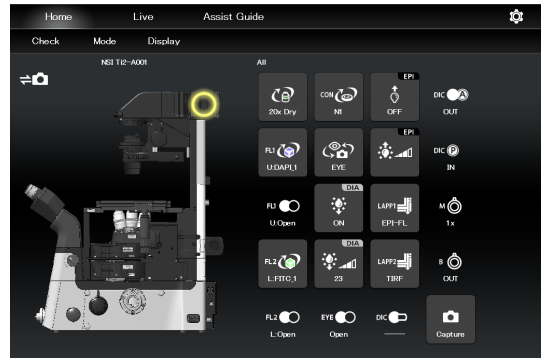 Home Live Assist Guide
Check Mode Display
NSI Ti2-A001 All
EPI
CON DIC A
20x Dry N1 OFF OUT
EPI
FL1 DIC P
U:DAPI_1 EYE IN
DIA
FL1 LAPP1 M
U:Open ON EPI-FL 1x
DIA
FL2 LAPP2 B
L:FITC_1 23 TIRF OUT
FL2 EYE DIC
L:Open Open Capture